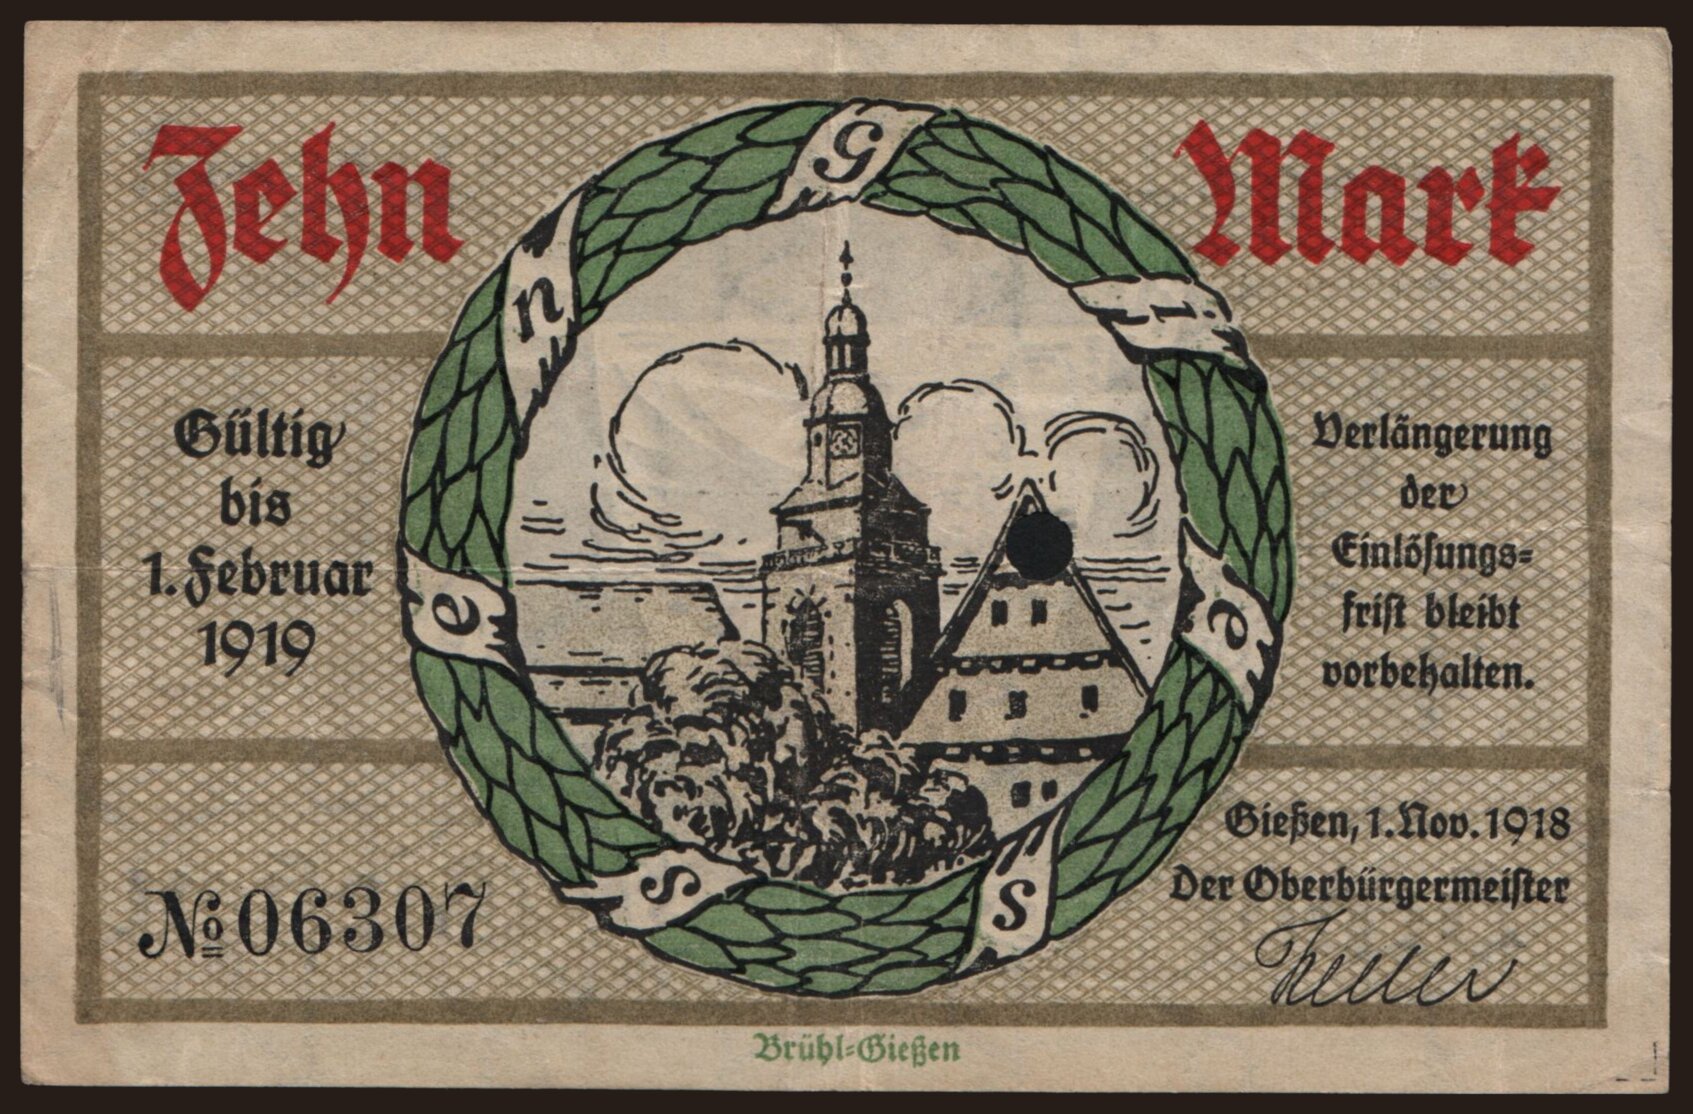 Zehn Mark
Gültig
bis
1. Februar
1919
G
i
e
s
s
e
n
Verlängerung
der
Einlösungs=
frist bleibt
vorbehalten.
Gießen, 1. Nov. 1918
Der Oberbürgermeister
Keller
№ 06307
Brühl=Gießen